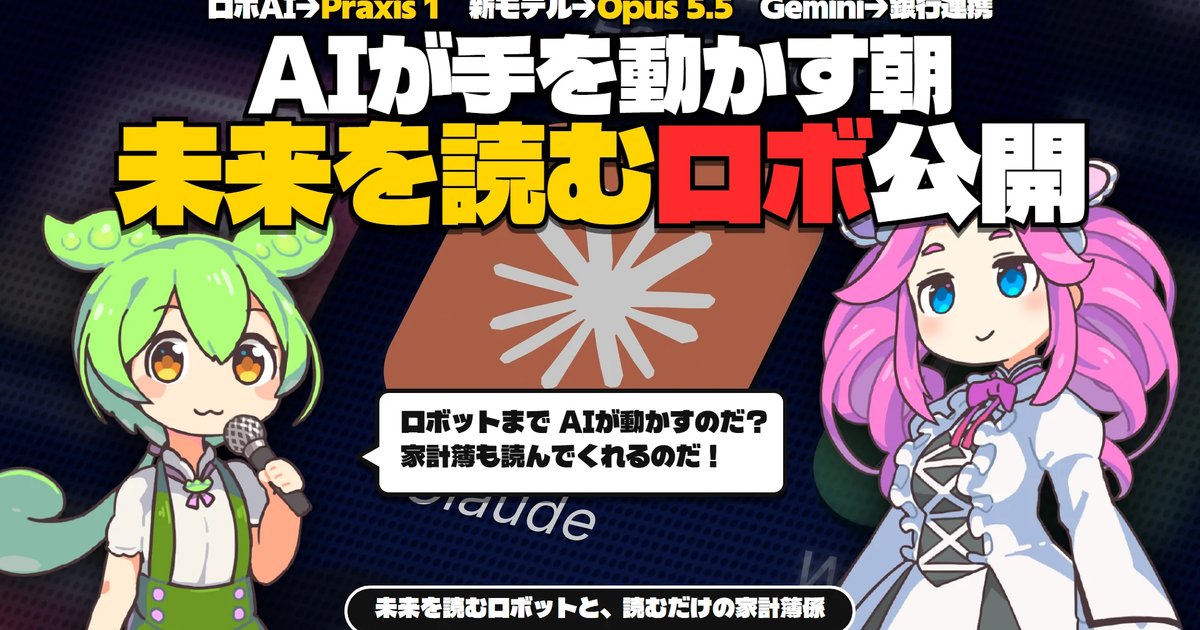 ロボAI→Praxis 1　新モデル→Opus 5.5　Gemini→銀行連携
AIが手を動かす朝
未来を読むロボ公開
ロボットまで AIが動かすのだ？
家計簿も読んでくれるのだ！
Claude
未来を読むロボットと、読むだけの家計簿係